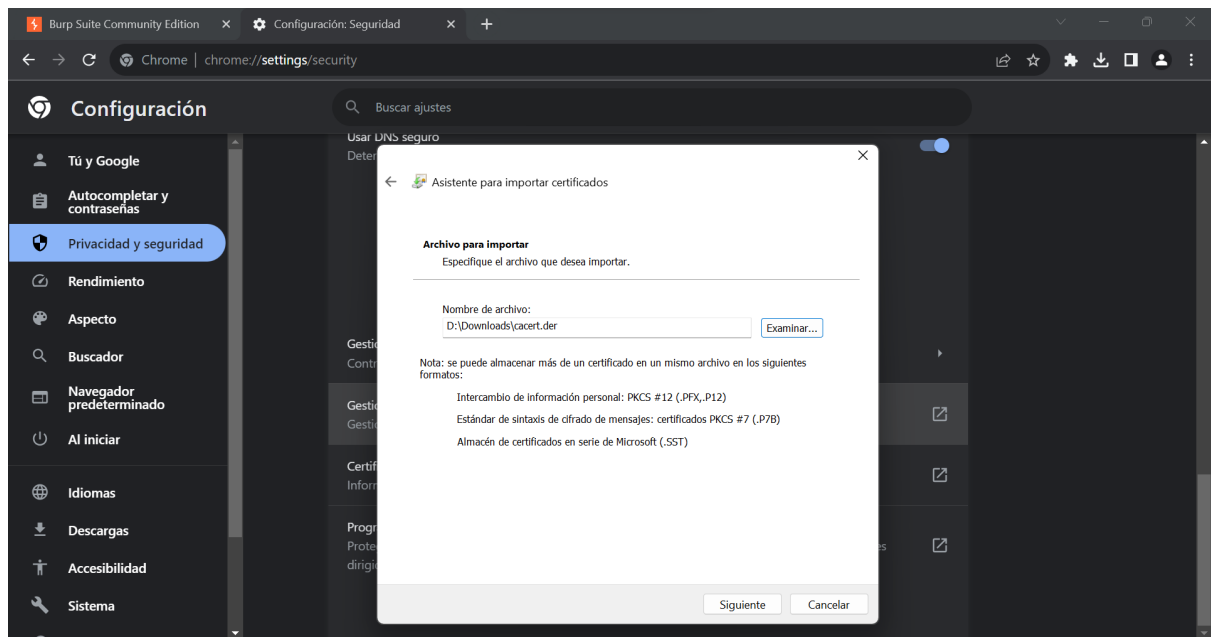 Burp Suite Community Edition
Configuración: Seguridad
Chrome | chrome://settings/security
Configuración
Buscar ajustes
Tú y Google
Autocompletar y
contraseñas
Privacidad y seguridad
Rendimiento
Aspecto
Buscador
Navegador
predeterminado
Al iniciar
Idiomas
Descargas
Accesibilidad
Sistema
Usar DNS seguro
Asistente para importar certificados
Archivo para importar
Especifique el archivo que desea importar.
Nombre de archivo:
D:\Downloads\cacert.der
Examinar...
Nota: se puede almacenar más de un certificado en un mismo archivo en los siguientes
formatos:
Intercambio de información personal: PKCS #12 (.PFX,.P12)
Estándar de sintaxis de cifrado de mensajes: certificados PKCS #7 (.P7B)
Almacén de certificados en serie de Microsoft (.SST)
Siguiente
Cancelar